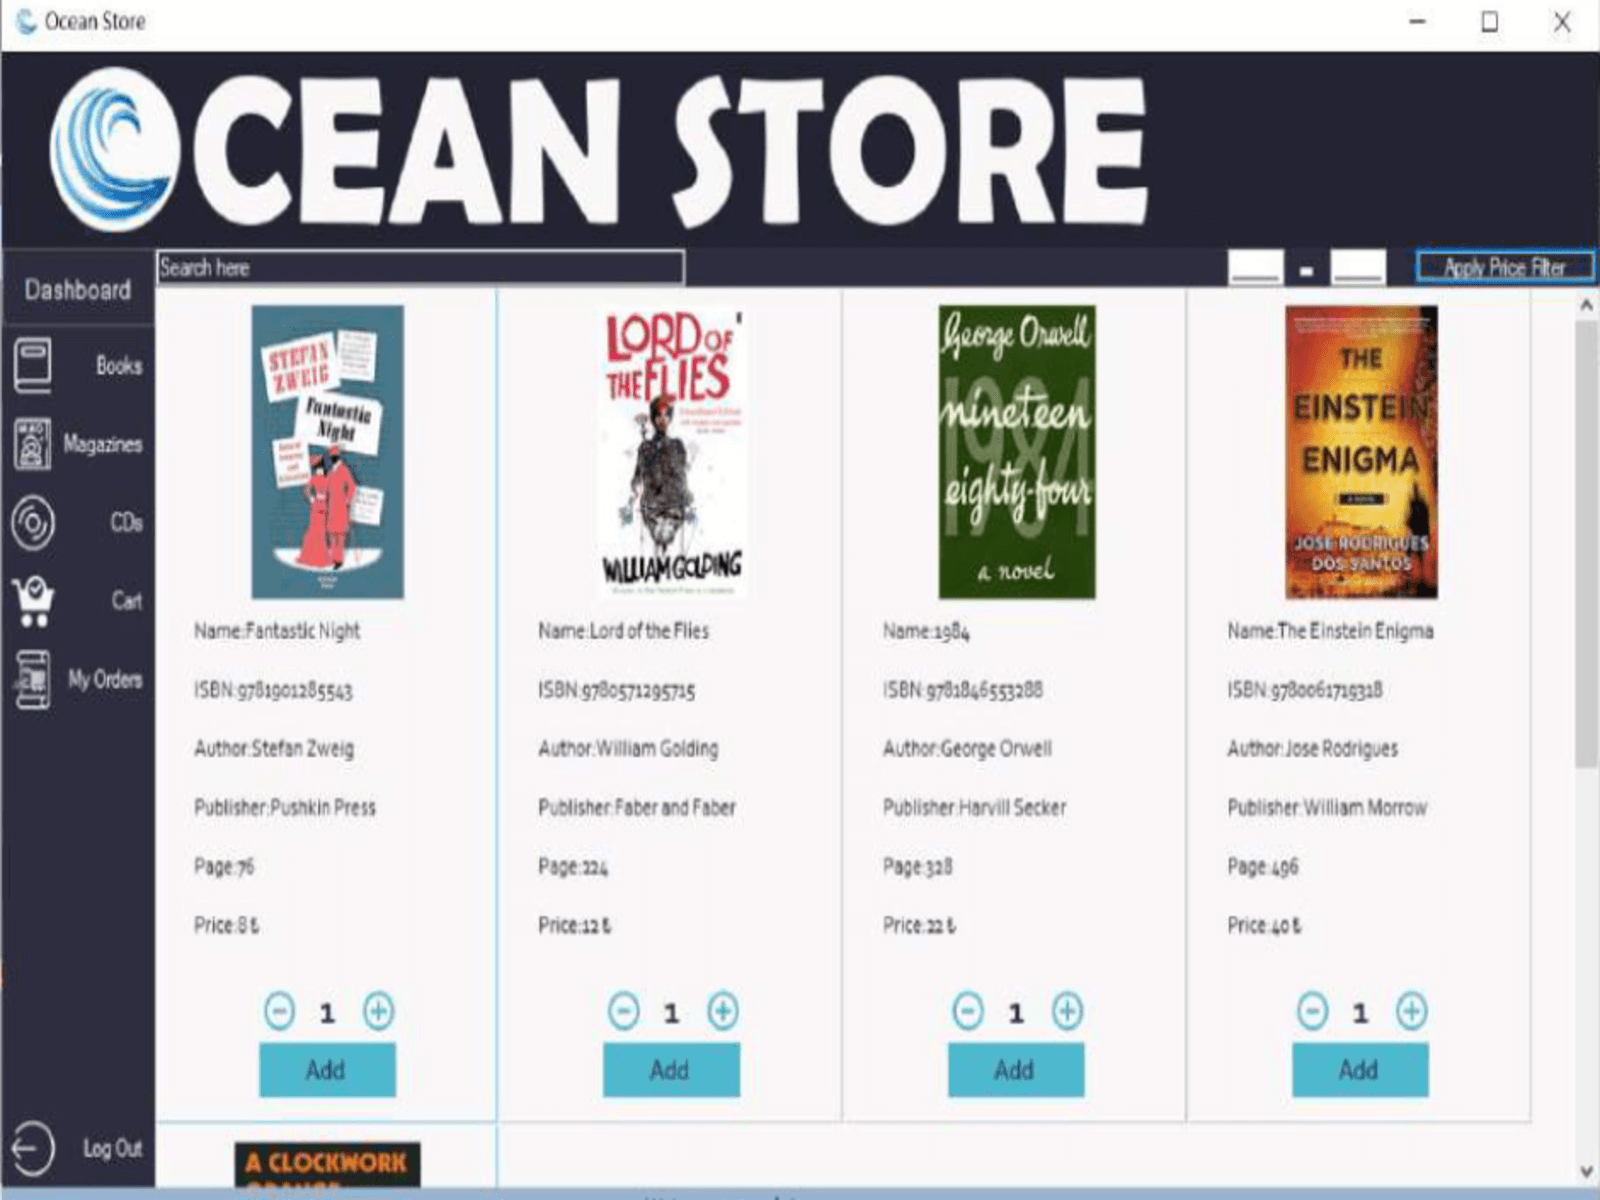 Ocean Store
OCEAN STORE
Dashboard
Search here
-
Apply Price Filter
Books
Magazines
CDs
Cart
My Orders
Log Out
STEFAN
ZWEIG
Fantastic
Night
Name:Fantastic Night
ISBN:9781901285543
Author:Stefan Zweig
Publisher:Pushkin Press
Page:76
Price:8 ₺
1
Add
LORD OF
THE FLIES
WILLIAM GOLDING
Name:Lord of the Flies
ISBN:9780571295715
Author:William Golding
Publisher:Faber and Faber
Page:224
Price:12 ₺
1
Add
George Orwell
1984
nineteen
eighty-four
a novel
Name:1984
ISBN:9781846553288
Author:George Orwell
Publisher:Harvill Secker
Page:328
Price:22 ₺
1
Add
THE
EINSTEIN
ENIGMA
A NOVEL
JOSÉ RODRIGUES
DOS SANTOS
Name:The Einstein Enigma
ISBN:9780061719318
Author:Jose Rodrigues
Publisher:William Morrow
Page:496
Price:40 ₺
1
Add
A CLOCKWORK